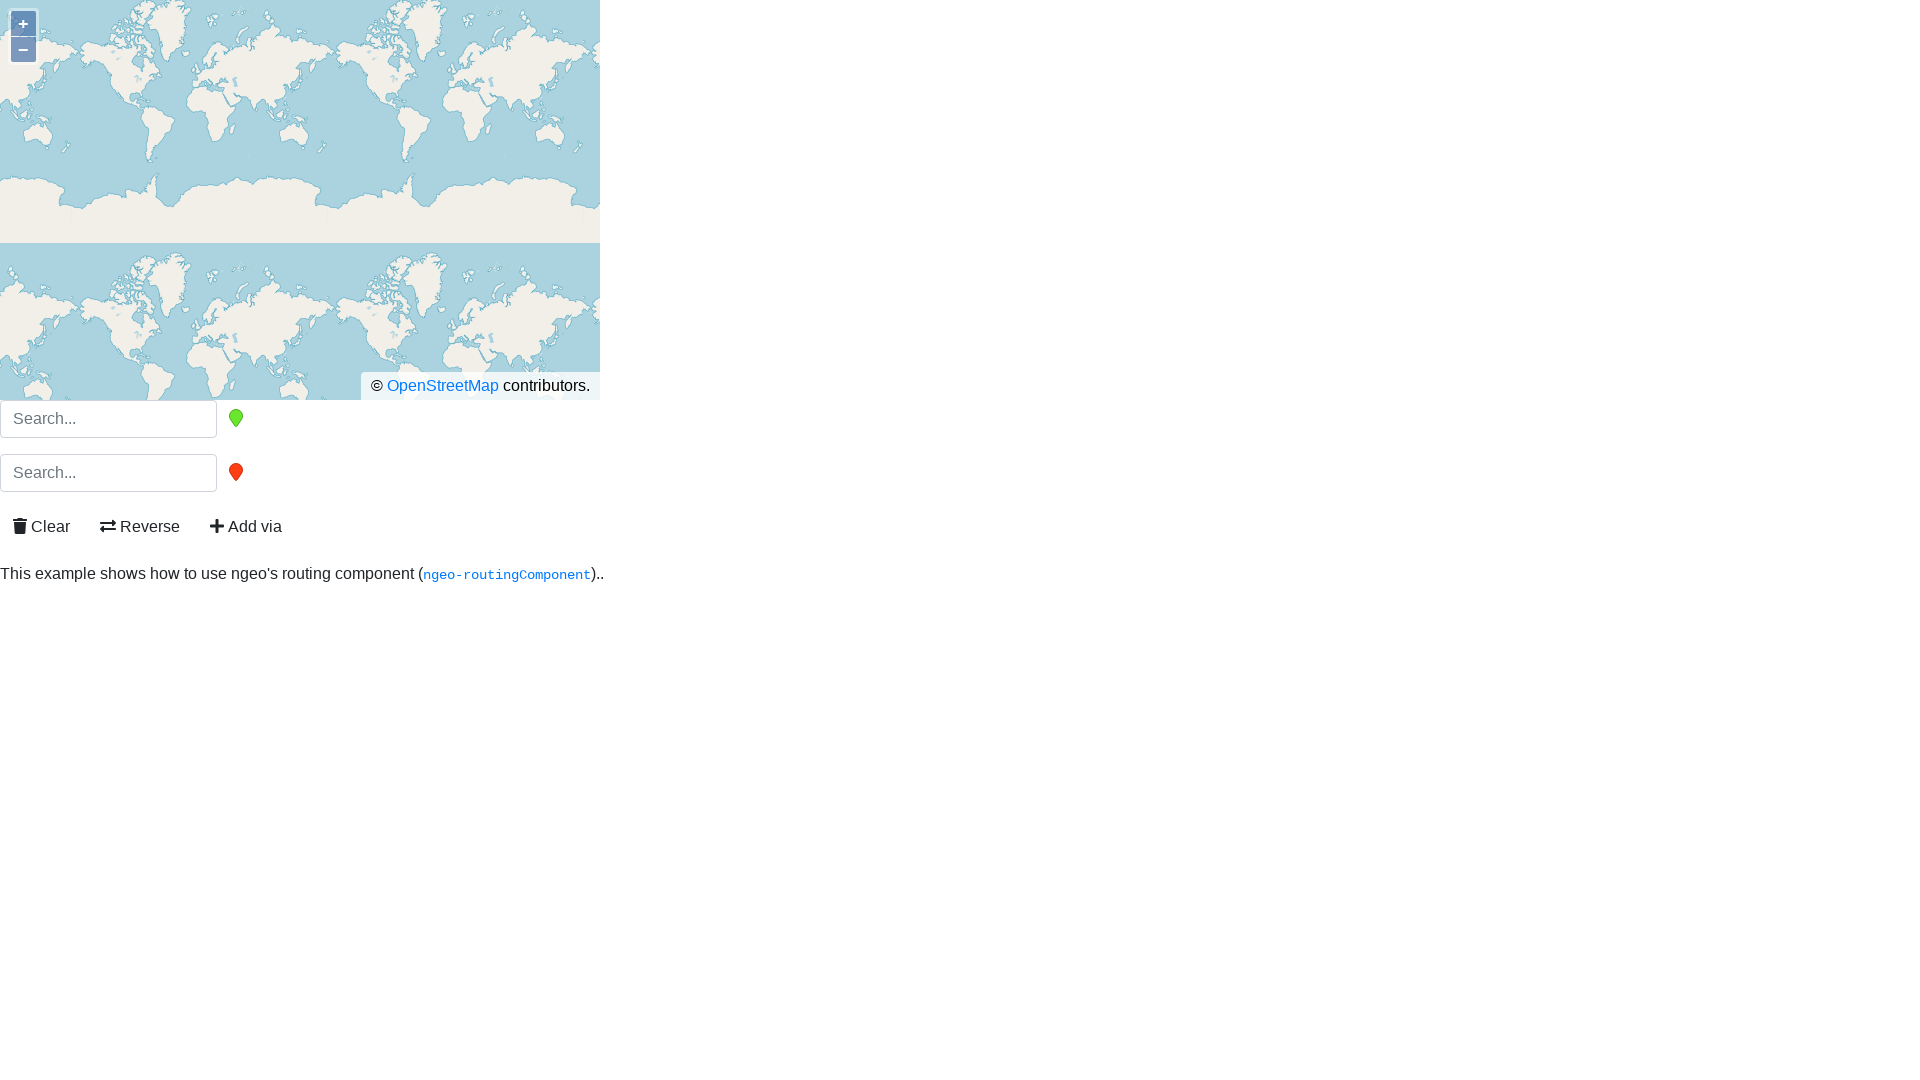 +
–
© OpenStreetMap contributors.
Search...
Search...
Clear Reverse Add via
This example shows how to use ngeo's routing component (ngeo-routingComponent)..